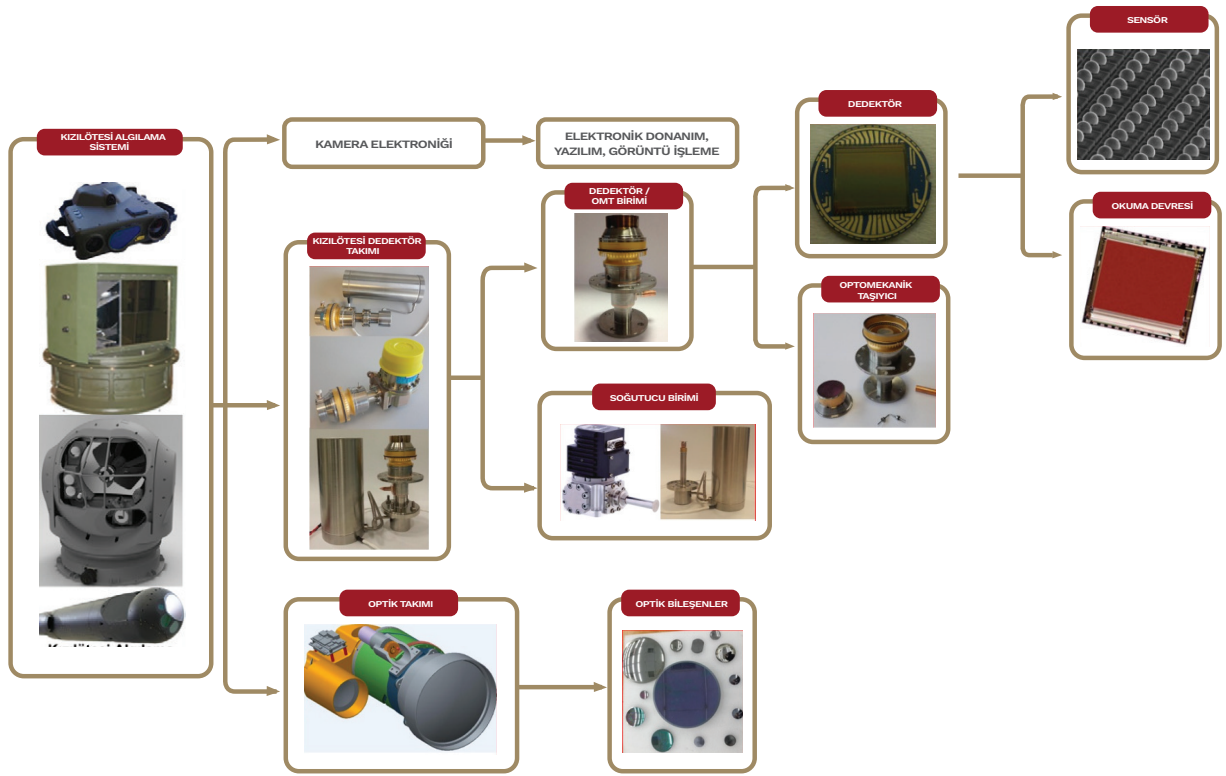 KIZILÖTESİ ALGILAMA
SİSTEMİ
KAMERA ELEKTRONİĞİ
ELEKTRONİK DONANIM,
YAZILIM, GÖRÜNTÜ İŞLEME
KIZILÖTESİ DEDEKTÖR
TAKIMI
DEDEKTÖR /
OMT BİRİMİ
DEDEKTÖR
SENSÖR
OKUMA DEVRESİ
OPTOMEKANİK
TAŞIYICI
SOĞUTUCU BİRİMİ
OPTİK TAKIMI
OPTİK BİLEŞENLER